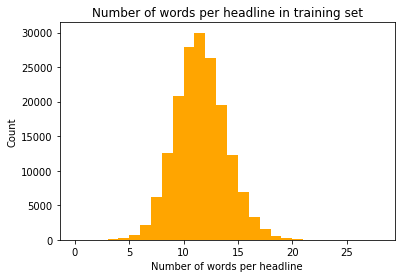 Number of words per headline in training set
30000
25000
20000
15000
10000
5000
0
Count
0 5 10 15 20 25
Number of words per headline